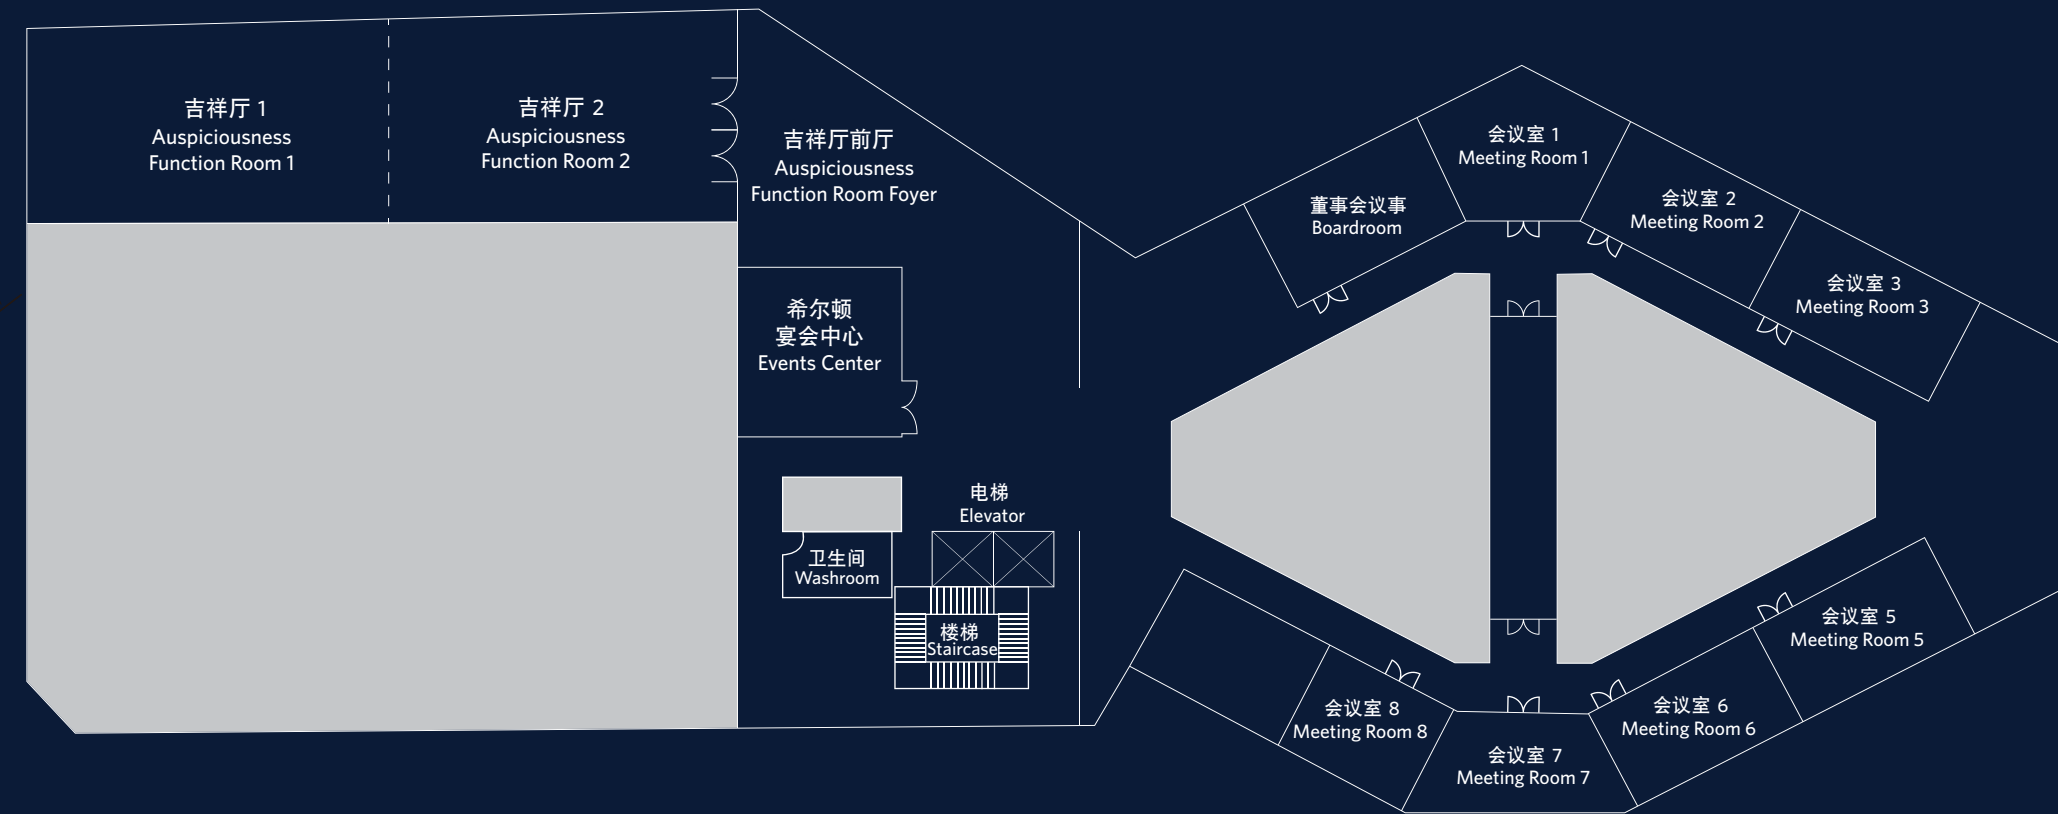 吉祥厅 1
Auspiciousness
Function Room 1
吉祥厅 2
Auspiciousness
Function Room 2
吉祥厅前厅
Auspiciousness
Function Room Foyer
希尔顿
宴会中心
Events Center
电梯
Elevator
卫生间
Washroom
楼梯
Staircase
董事会议事
Boardroom
会议室 1
Meeting Room 1
会议室 2
Meeting Room 2
会议室 3
Meeting Room 3
会议室 5
Meeting Room 5
会议室 6
Meeting Room 6
会议室 7
Meeting Room 7
会议室 8
Meeting Room 8